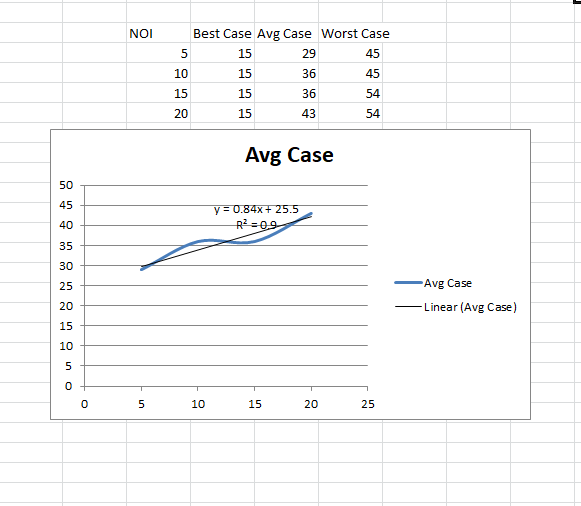 NOI Best Case Avg Case Worst Case
5 15 29 45
10 15 36 45
15 15 36 54
20 15 43 54
Avg Case
50
45
40
35
30
25
20
15
10
5
0
y = 0.84x + 25.5
R² = 0.9
Avg Case
Linear (Avg Case)
0 5 10 15 20 25